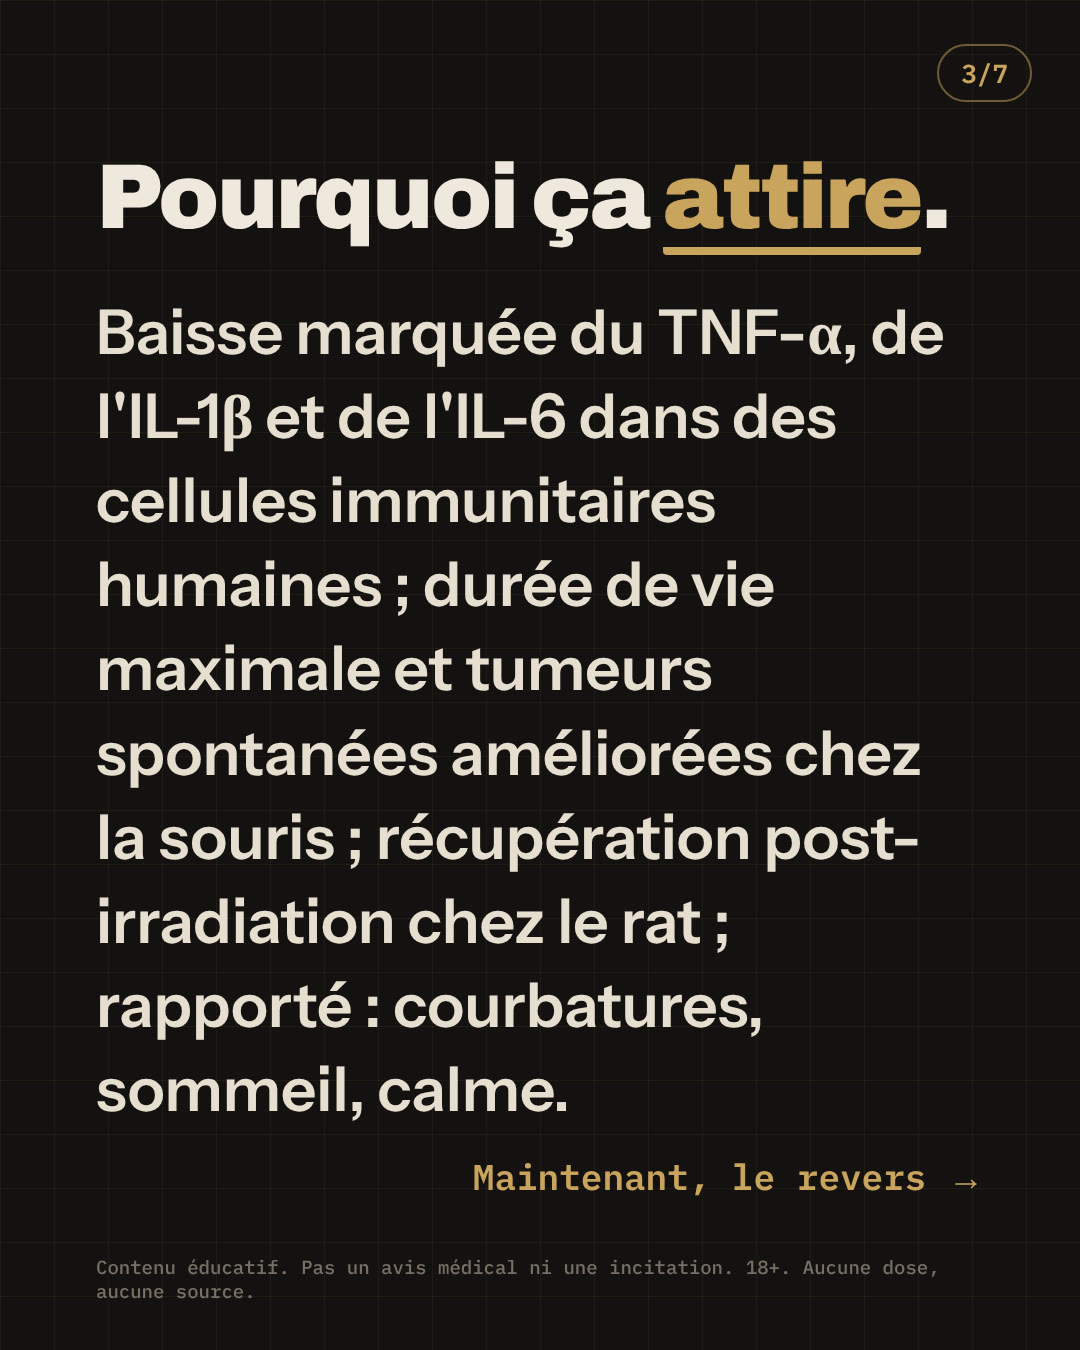 3/7
Pourquoi ça attire.
Baisse marquée du TNF-α, de
l'IL-1β et de l'IL-6 dans des
cellules immunitaires
humaines ; durée de vie
maximale et tumeurs
spontanées améliorées chez
la souris ; récupération post-
irradiation chez le rat ;
rapporté : courbatures,
sommeil, calme.
Maintenant, le revers →
Contenu éducatif. Pas un avis médical ni une incitation. 18+. Aucune dose,
aucune source.